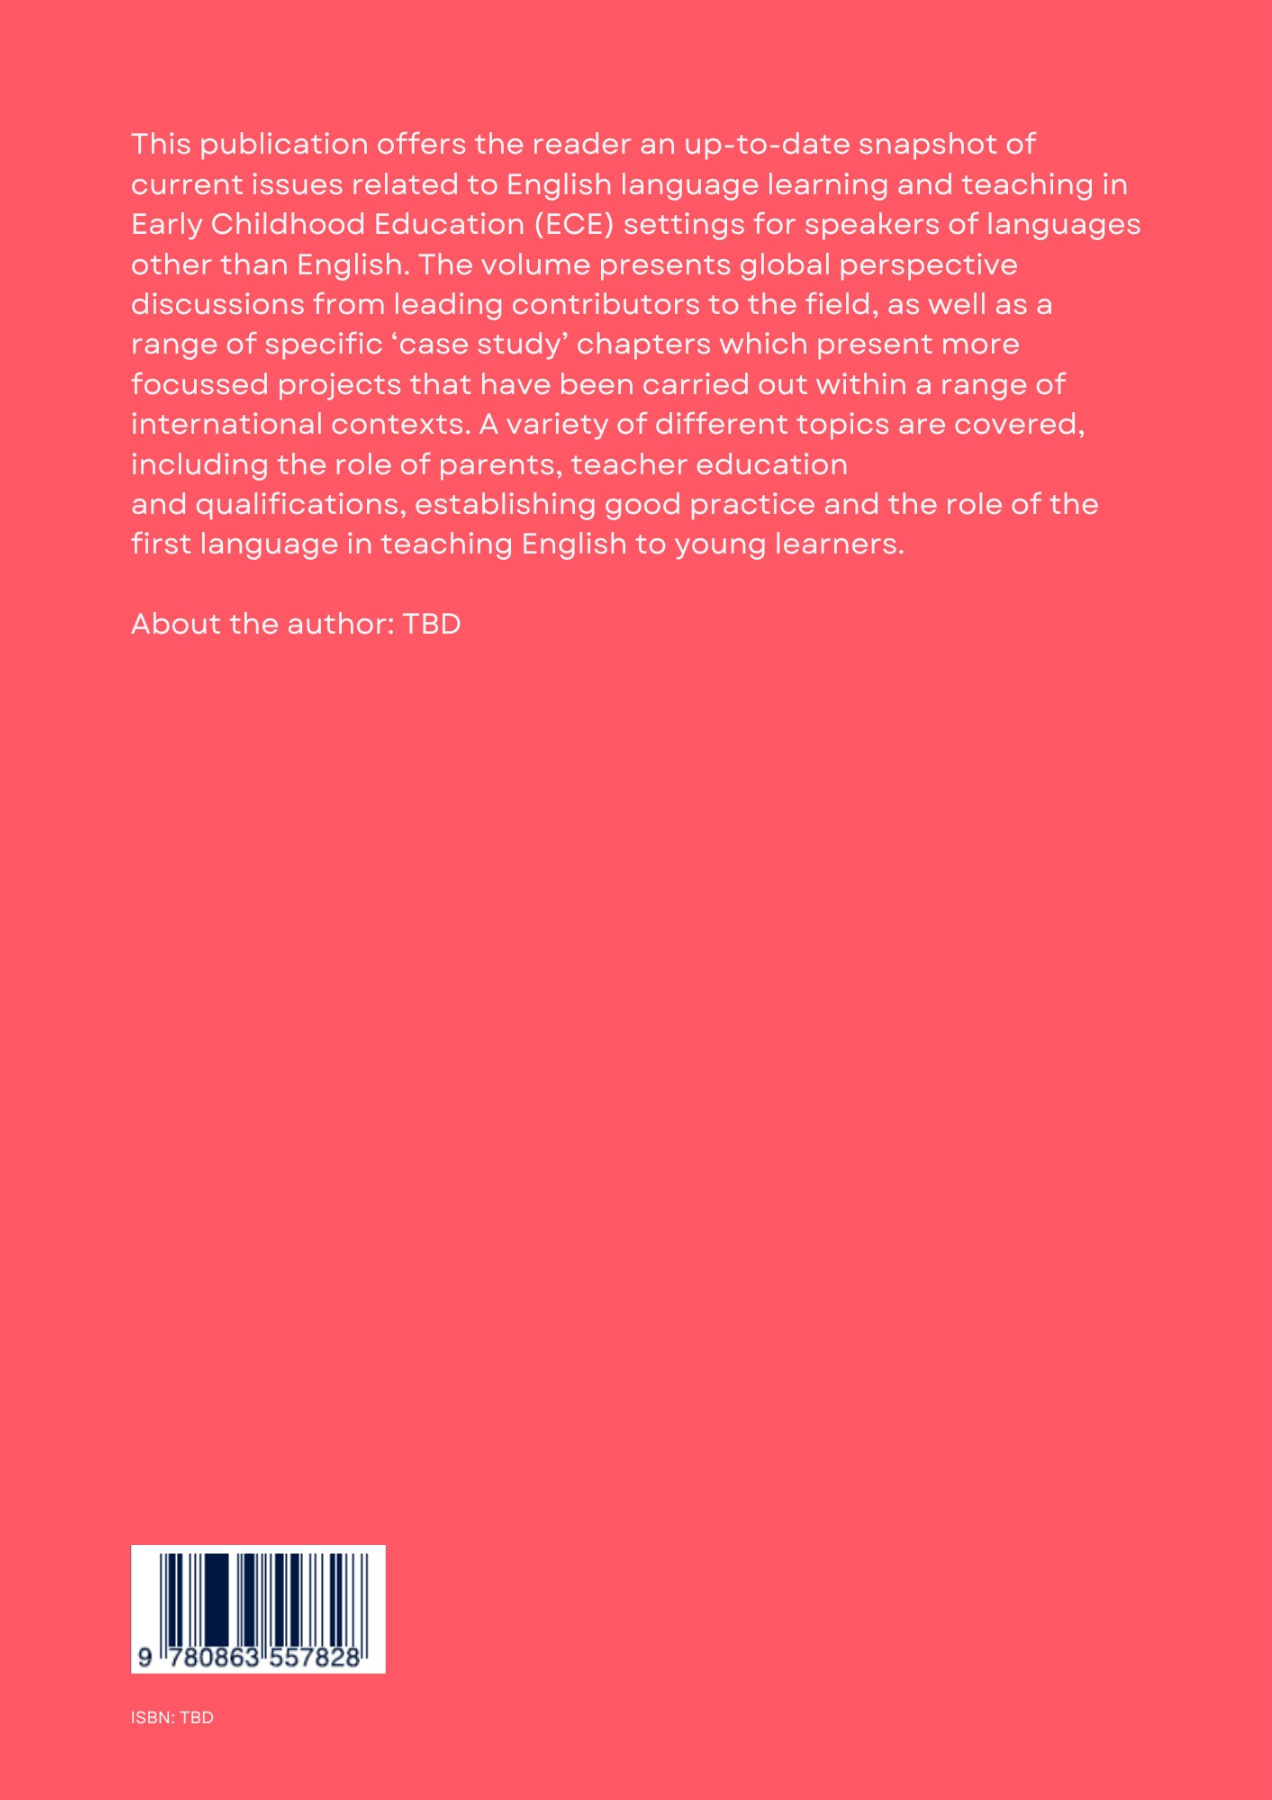 This publication offers the reader an up-to-date snapshot of
current issues related to English language learning and teaching in
Early Childhood Education (ECE) settings for speakers of languages
other than English. The volume presents global perspective
discussions from leading contributors to the field, as well as a
range of specific ‘case study’ chapters which present more
focussed projects that have been carried out within a range of
international contexts. A variety of different topics are covered,
including the role of parents, teacher education
and qualifications, establishing good practice and the role of the
first language in teaching English to young learners.
About the author: TBD
9 780863 557828
ISBN: TBD